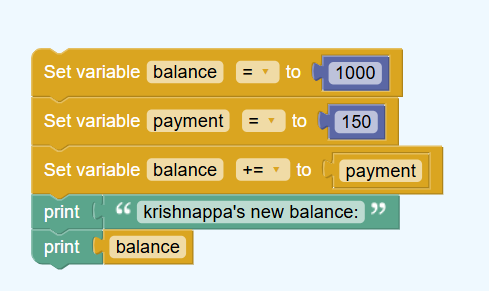 Set variable balance = to 1000
Set variable payment = to 150
Set variable balance += to payment
print “ krishnappa's new balance: ”
print balance